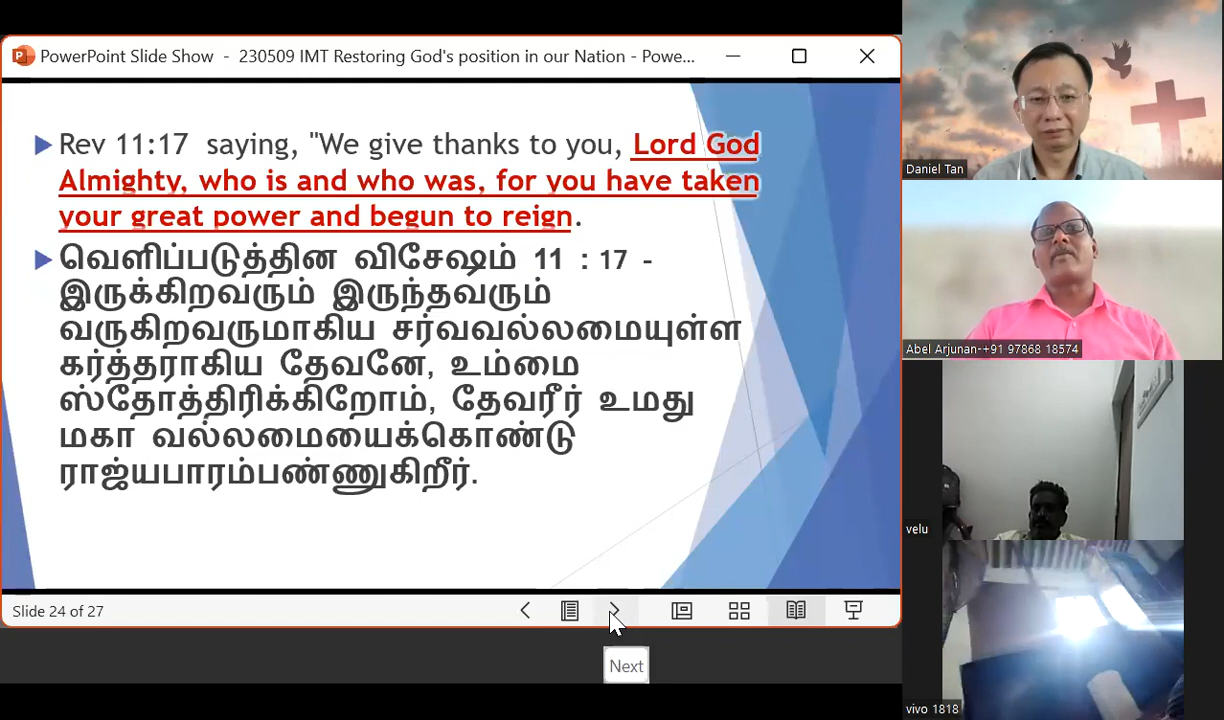 PowerPoint Slide Show - 230509 IMT Restoring God's position in our Nation - Powe...
Rev 11:17 saying, "We give thanks to you, Lord God
Almighty, who is and who was, for you have taken
your great power and begun to reign.
வெளிப்படுத்தின விசேஷம் 11 : 17 -
இருக்கிறவரும் இருந்தவரும்
வருகிறவருமாகிய சர்வவல்லமையுள்ள
கர்த்தராகிய தேவனே, உம்மை
ஸ்தோத்திரிக்கிறோம், தேவரீர் உமது
மகா வல்லமையைக்கொண்டு
ராஜ்யபாரம்பண்ணுகிறீர்.
Slide 24 of 27
Next
Daniel Tan
Abel Arjunan-+91 97868 18574
velu
vivo 1818